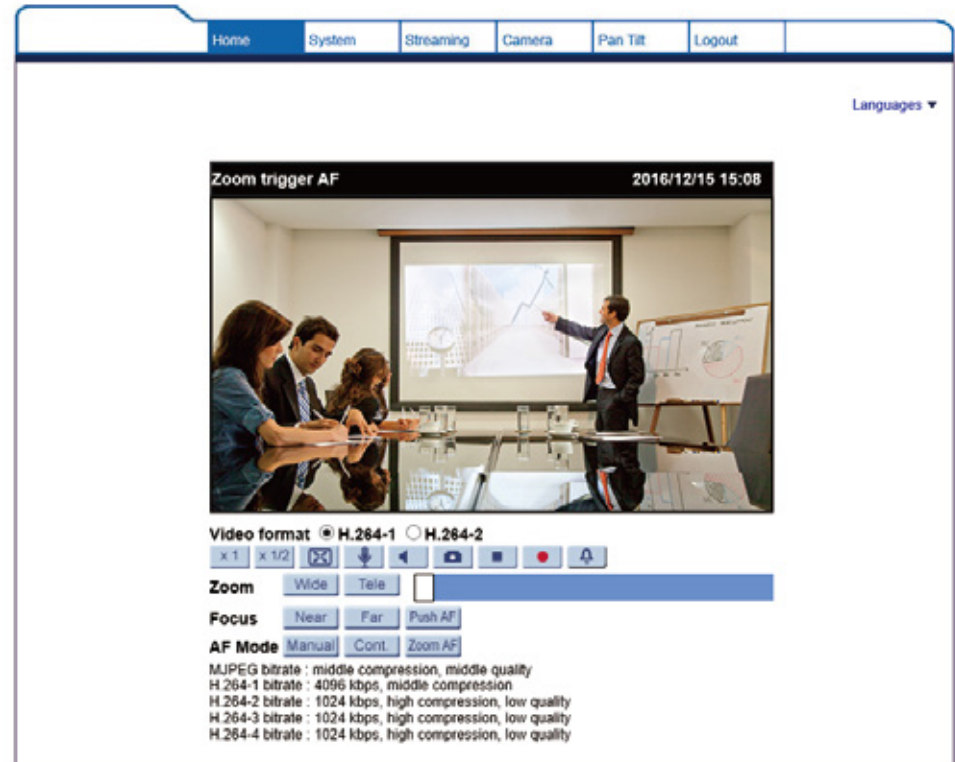 Home System Streaming Camera Pan Tilt Logout
Languages ▼
Zoom trigger AF 2016/12/15 15:08
Video format H.264-1 H.264-2
x 1 x 1/2
Zoom Wide Tele
Focus Near Far Push AF
AF Mode Manual Cont. Zoom AF
MJPEG bitrate : middle compression, middle quality
H.264-1 bitrate : 4096 kbps, middle compression
H.264-2 bitrate : 1024 kbps, high compression, low quality
H.264-3 bitrate : 1024 kbps, high compression, low quality
H.264-4 bitrate : 1024 kbps, high compression, low quality